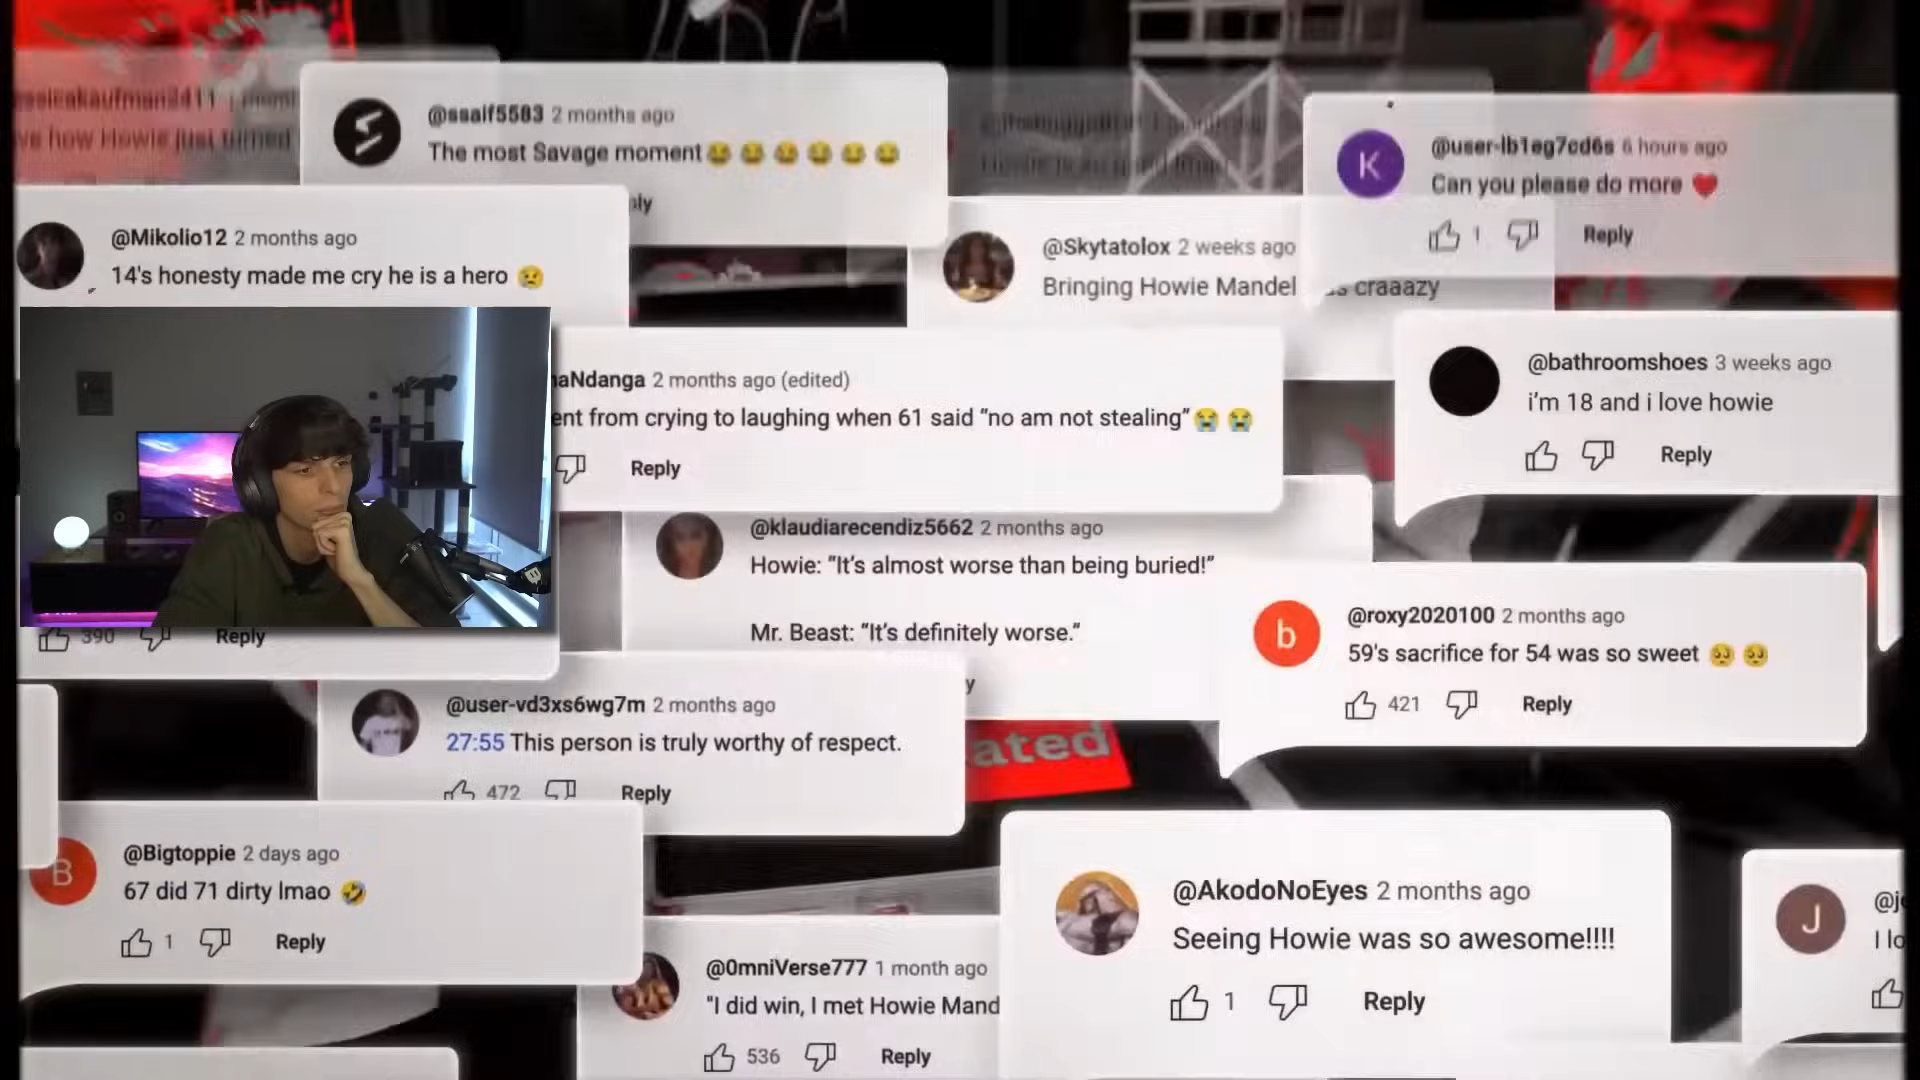 how Howie just turned
@ssaif5583 2 months ago
The most Savage moment😂😂😂😂😂😂
@user-lb1eg7cd6s 6 hours ago
Can you please do more ❤️
1 Reply
@Mikolio12 2 months ago
14's honesty made me cry he is a hero 😢
@Skytatolox 2 weeks ago
Bringing Howie Mandel
craaazy
@bathroomshoes 3 weeks ago
i'm 18 and i love howie
Reply
aNdanga 2 months ago (edited)
ent from crying to laughing when 61 said “no am not stealing”😭😭
Reply
@klaudiarecendiz5662 2 months ago
Howie: “It’s almost worse than being buried!”
Mr. Beast: “It’s definitely worse.”
@roxy2020100 2 months ago
59's sacrifice for 54 was so sweet 🥺🥺
421 Reply
390 Reply
@user-vd3xs6wg7m 2 months ago
27:55 This person is truly worthy of respect.
472 Reply
ated
@Bigtoppie 2 days ago
67 did 71 dirty lmao 🤣
1 Reply
@AkodoNoEyes 2 months ago
Seeing Howie was so awesome!!!!
1 Reply
@0mniVerse777 1 month ago
"I did win, I met Howie Mand
536 Reply
@je
I lo